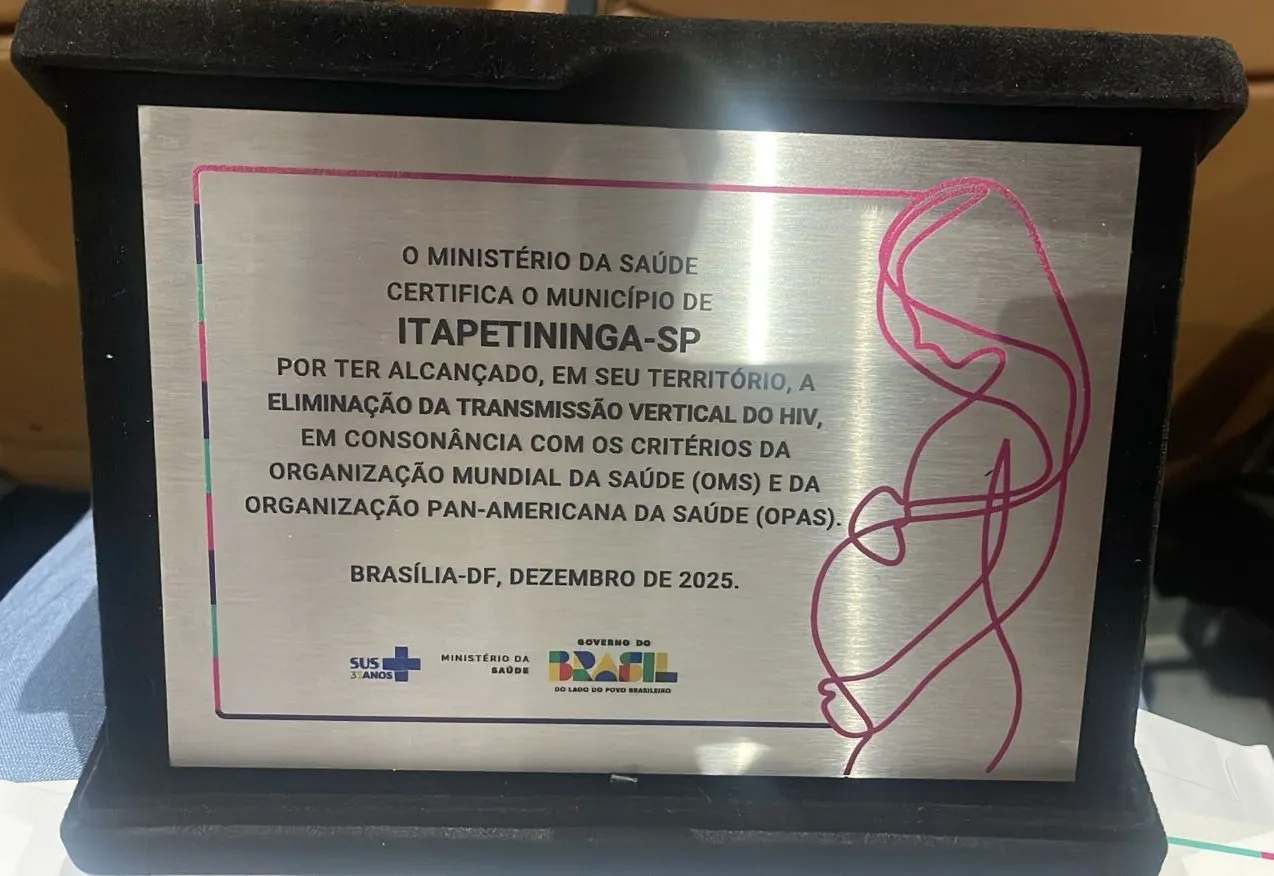 O MINISTÉRIO DA SAÚDE
CERTIFICA O MUNICÍPIO DE
ITAPETININGA-SP
POR TER ALCANÇADO, EM SEU TERRITÓRIO, A
ELIMINAÇÃO DA TRANSMISSÃO VERTICAL DO HIV,
EM CONSONÂNCIA COM OS CRITÉRIOS DA
ORGANIZAÇÃO MUNDIAL DA SAÚDE (OMS) E DA
ORGANIZAÇÃO PAN-AMERICANA DA SAÚDE (OPAS).
BRASÍLIA-DF, DEZEMBRO DE 2025.
SUS
ANOS
MINISTÉRIO DA
SAÚDE
GOVERNO DO
BRASIL
DO LADO DO POVO BRASILEIRO